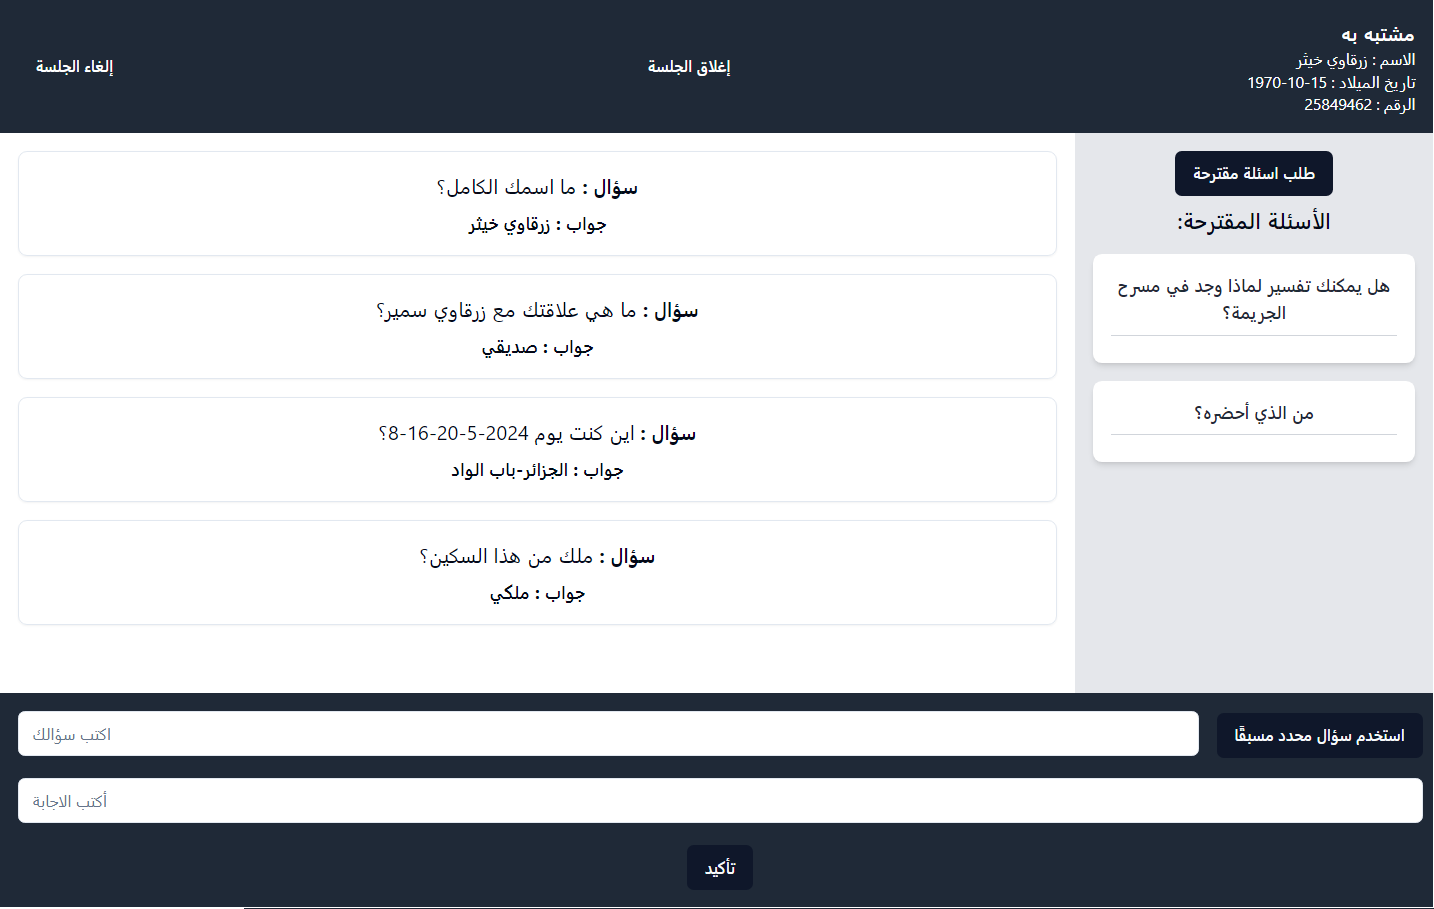 مشتبه به
الاسم : زرقاوي خيثر
تاريخ الميلاد : 15-10-1970
الرقم : 25849462
إغلاق الجلسة
إلغاء الجلسة
طلب اسئلة مقترحة
الأسئلة المقترحة:
هل يمكنك تفسير لماذا وجد في مسرح
الجريمة؟
من الذي أحضره؟
سؤال : ما اسمك الكامل؟
جواب : زرقاوي خيثر
سؤال : ما هي علاقتك مع زرقاوي سمير؟
جواب : صديقي
سؤال : اين كنت يوم 2024-5-20-16-8؟
جواب : الجزائر-باب الواد
سؤال : ملك من هذا السكين؟
جواب : ملكي
استخدم سؤال محدد مسبقًا
اكتب سؤالك
أكتب الاجابة
تأكيد